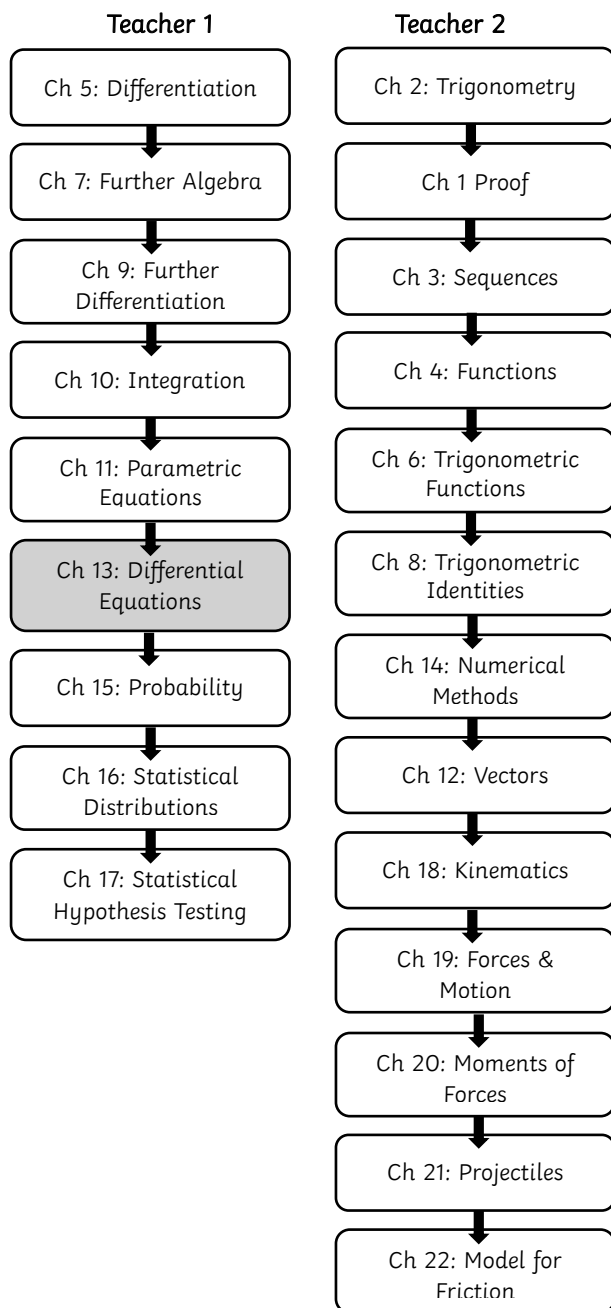 Teacher 1
Ch 5: Differentiation
Ch 7: Further Algebra
Ch 9: Further
Differentiation
Ch 10: Integration
Ch 11: Parametric
Equations
Ch 13: Differential
Equations
Ch 15: Probability
Ch 16: Statistical
Distributions
Ch 17: Statistical
Hypothesis Testing
Teacher 2
Ch 2: Trigonometry
Ch 1 Proof
Ch 3: Sequences
Ch 4: Functions
Ch 6: Trigonometric
Functions
Ch 8: Trigonometric
Identities
Ch 14: Numerical
Methods
Ch 12: Vectors
Ch 18: Kinematics
Ch 19: Forces &
Motion
Ch 20: Moments of
Forces
Ch 21: Projectiles
Ch 22: Model for
Friction